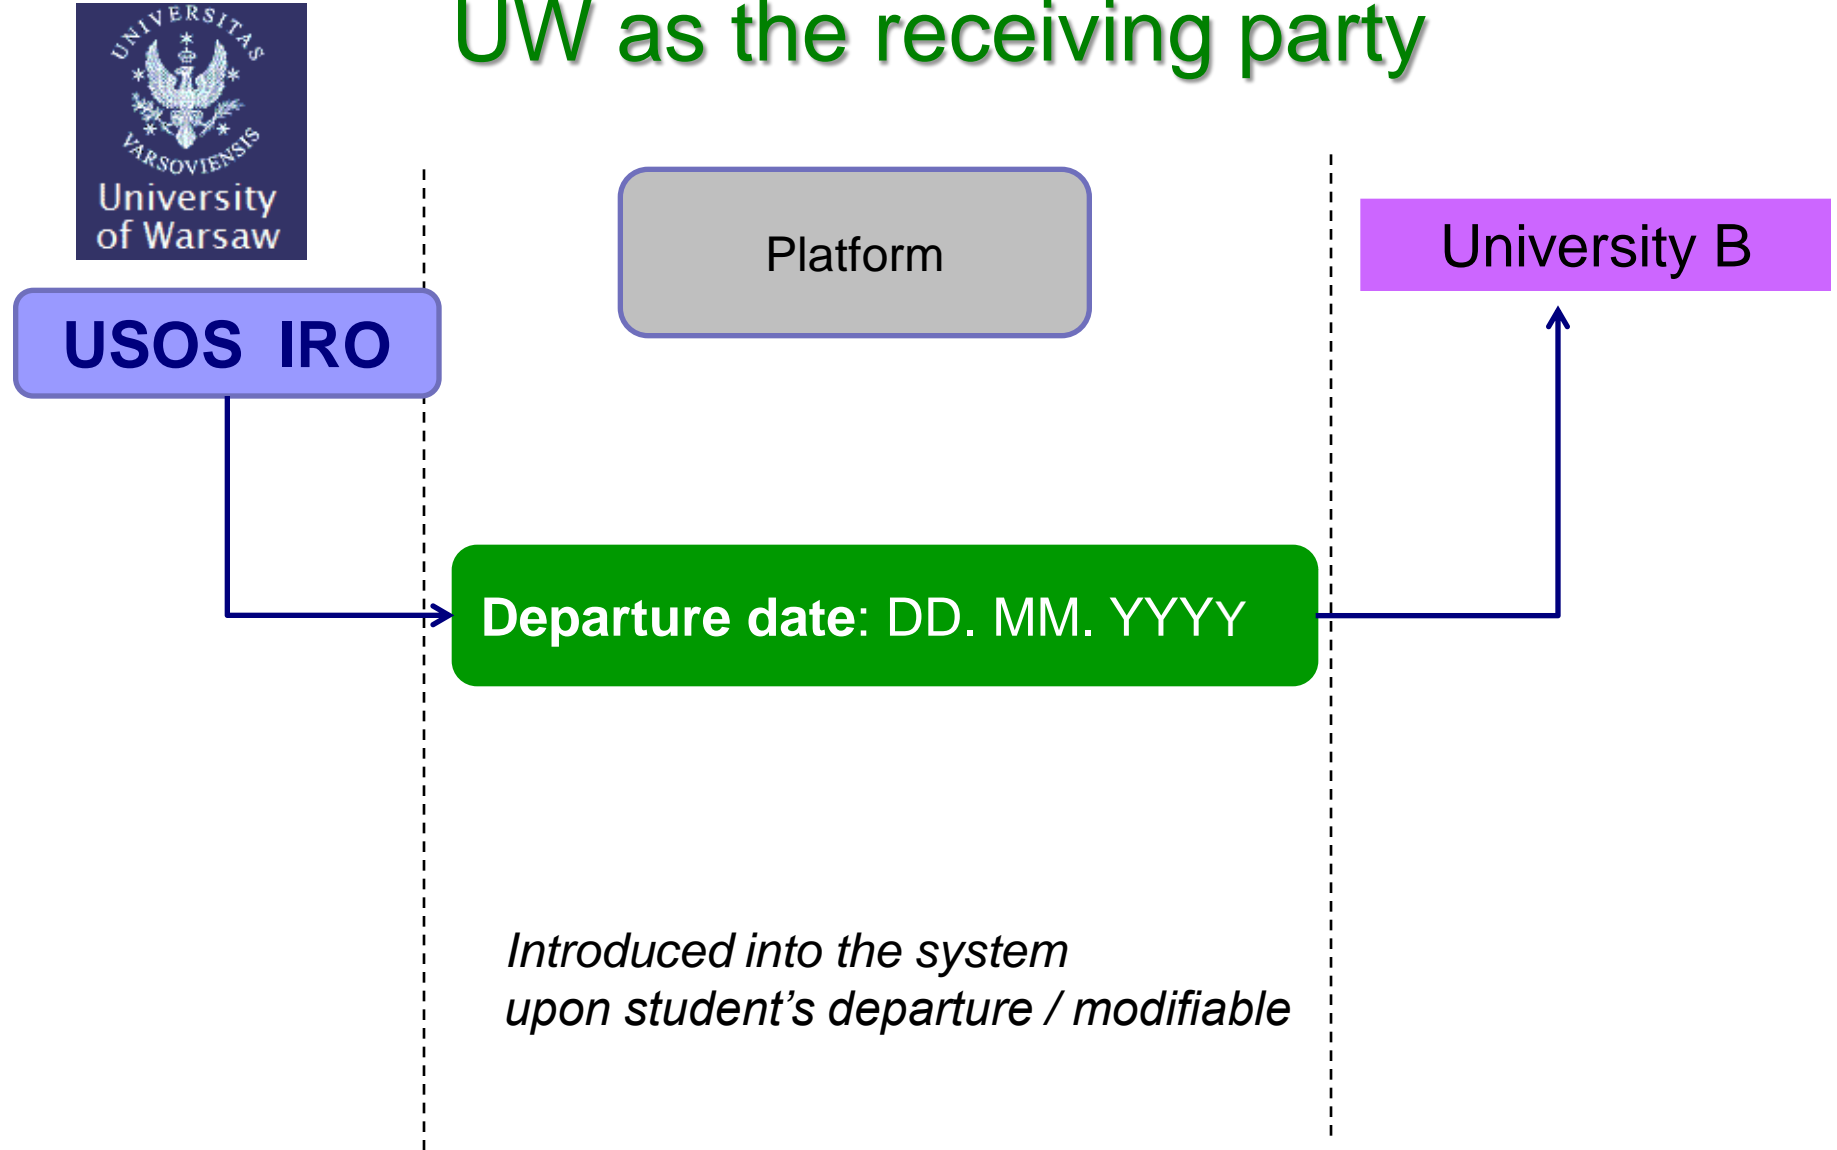 UW as the receiving party
UNIVERSITAS
VARSOVIENSIS
University
of Warsaw
Platform
University B
USOS IRO
Departure date: DD. MM. YYYY
Introduced into the system
upon student’s departure / modifiable